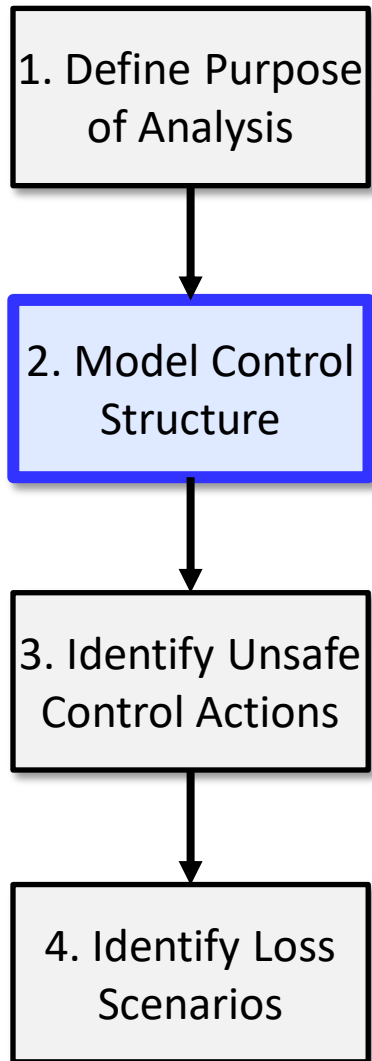 1. Define Purpose
of Analysis
2. Model Control
Structure
3. Identify Unsafe
Control Actions
4. Identify Loss
Scenarios